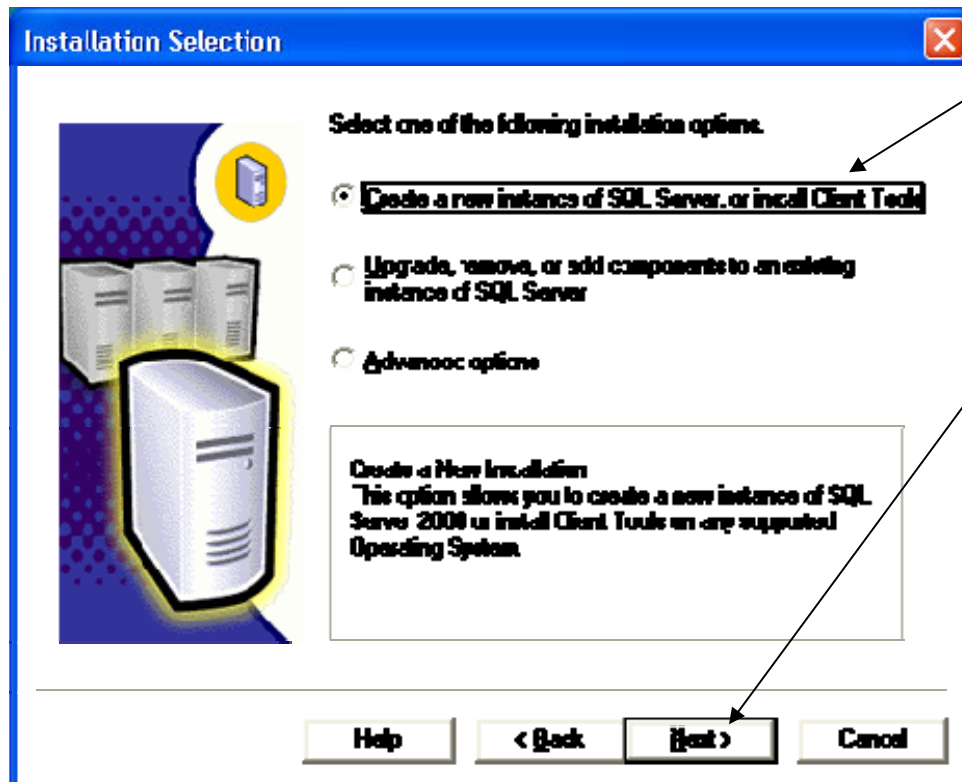 Installation Selection
Select one of the following installation options.
Create a new instance of SQL Server, or install Client Tools
Upgrade, remove, or add components to an existing
instance of SQL Server
Advanced options
Create a New Installation
This option allows you to create a new instance of SQL
Server 2000 or install Client Tools on any supported
Operating System.
Help
< Back
Next >
Cancel